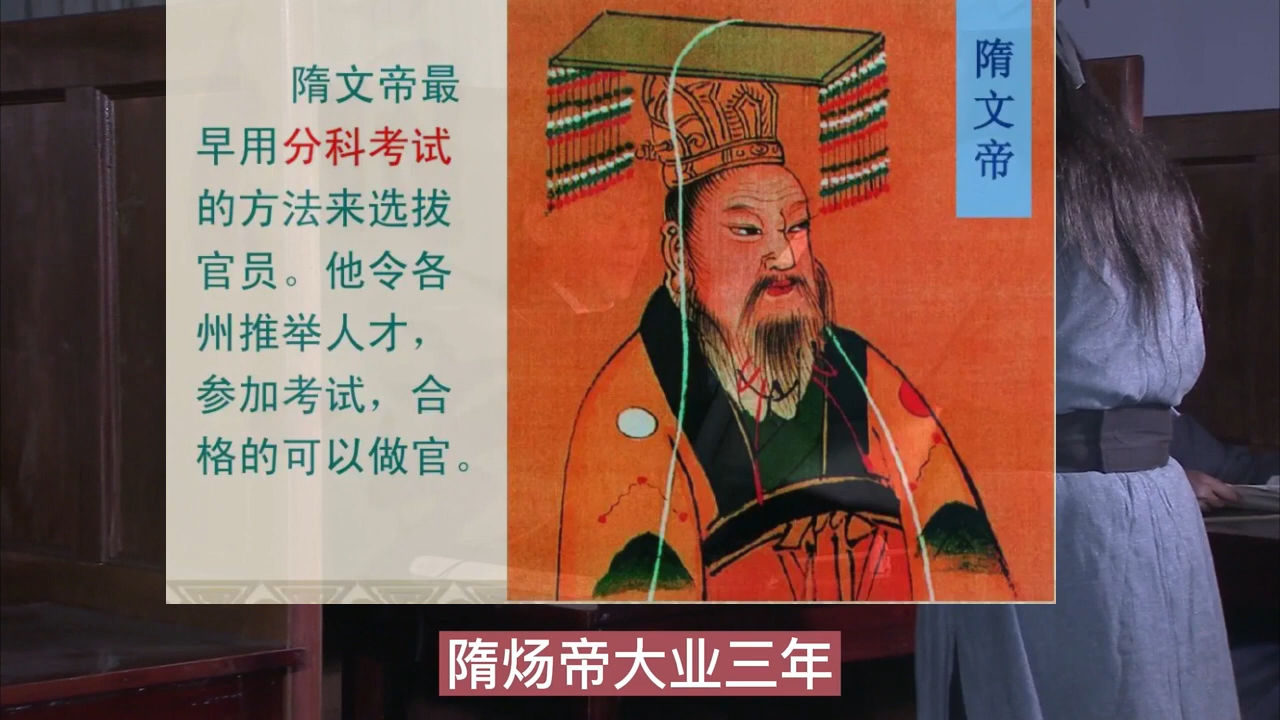 隋文帝最
早用分科考试
的方法来选拔
官员。他令各
州推举人才，
参加考试，合
格的可以做官。
隋文帝
隋炀帝大业三年